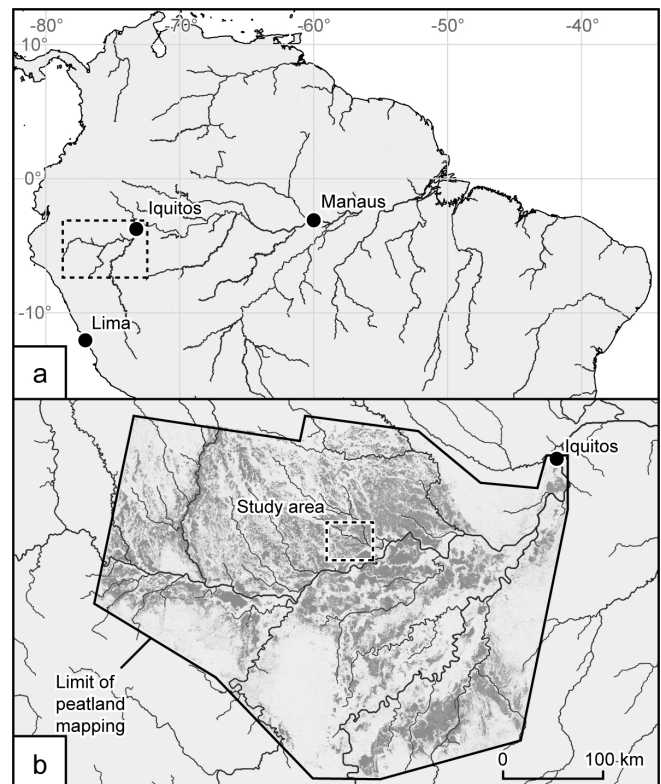 -80° -70° -60° -50° -40°
10°
0°
Iquitos
Manaus
-10°
Lima
a
Iquitos
Study area
Limit of
peatland
mapping
b
0 100 km